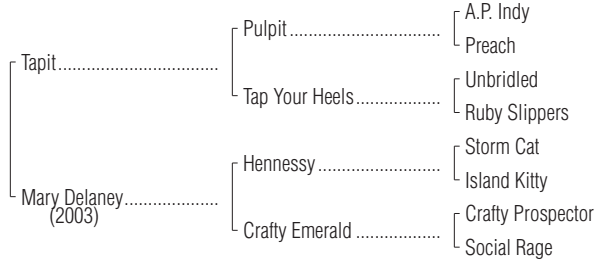 A.P. Indy
Pulpit..............................
Preach
Tapit.................................
Unbridled
Tap Your Heels..................
Ruby Slippers
Storm Cat
Hennessy..........................
Island Kitty
Mary Delaney....................
(2003)
Crafty Prospector
Crafty Emerald..................
Social Rage